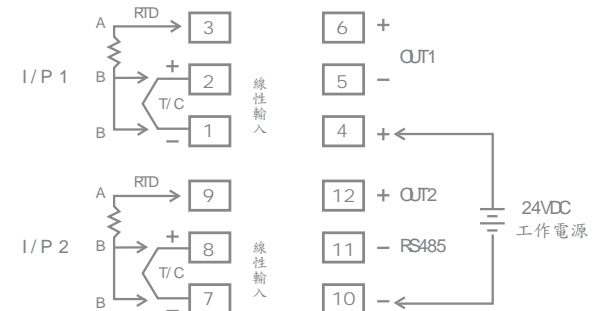 A RTD 3 6 +
OUT1
I/P 1 B + 2 線性輸入 5 −
T/C
B − 1 4 +
A RTD 9 12 + OUT2
24VDC
工作電源
I/P 2 B + 8 線性輸入 11 − RS485
T/C
B − 7 10 −